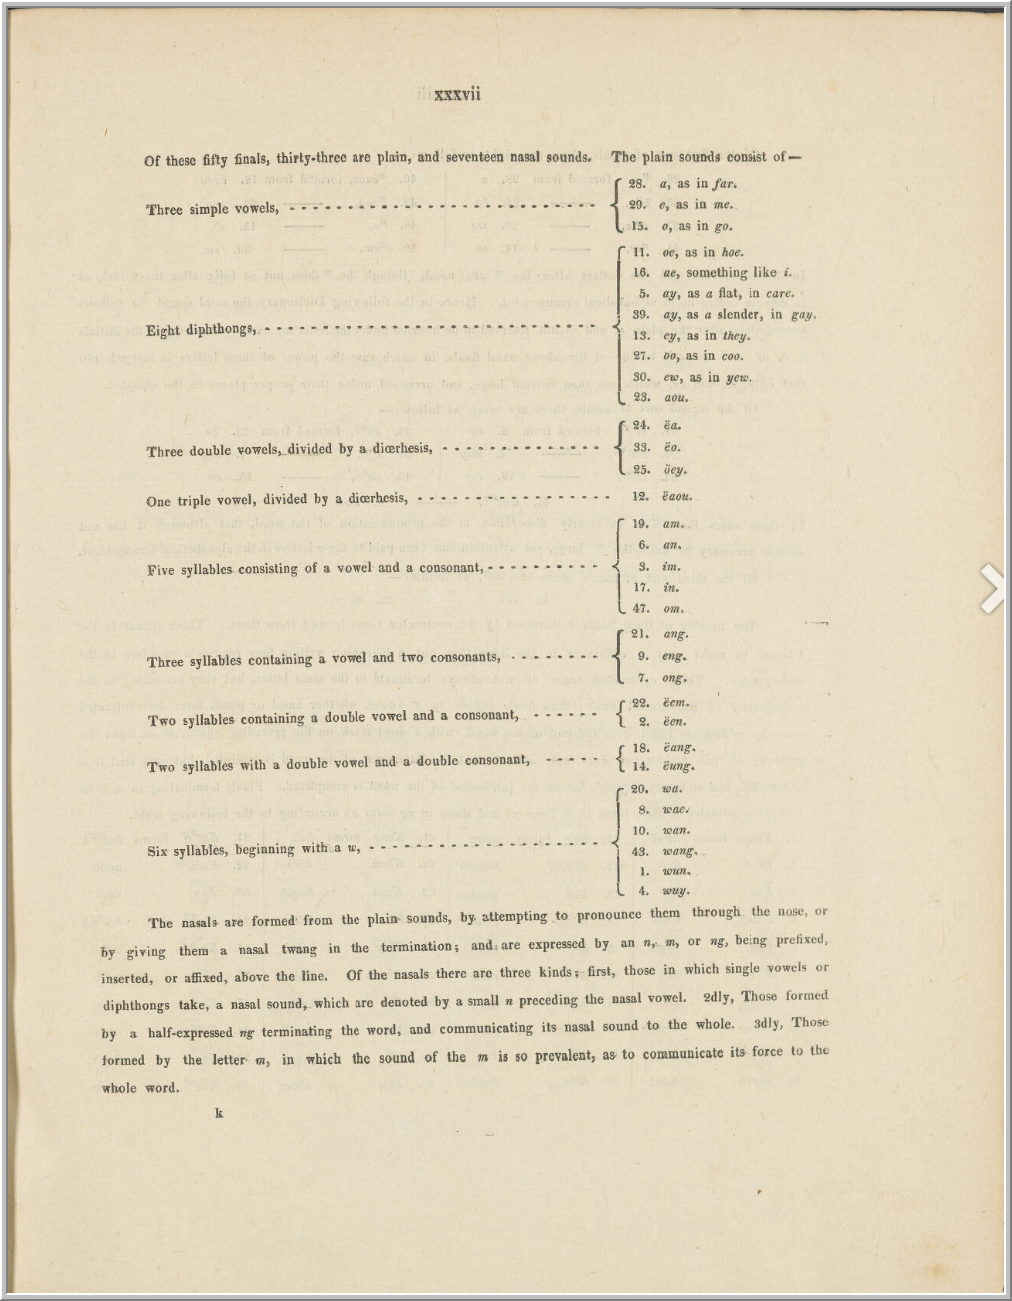 xxxvii
Of these fifty finals, thirty-three are plain, and seventeen nasal sounds. The plain sounds consist of—
Three simple vowels, - - - - - - - - - - - - - - - - - - - - - - - - - - - -
28. a, as in far.
29. e, as in me.
15. o, as in go.
Eight diphthongs, - - - - - - - - - - - - - - - - - - - - - - - - - - - - - -
11. oe, as in hoe.
16. ae, something like i.
5. ay, as a flat, in care.
39. ay, as a slender, in gay.
13. ey, as in they.
27. oo, as in coo.
30. ew, as in yew.
23. aou.
Three double vowels, divided by a diœrhesis, - - - - - - - - - - - - - -
24. ëa.
33. ëo.
25. öey.
One triple vowel, divided by a diœrhesis, - - - - - - - - - - - - - - - - 12. ëaou.
Five syllables consisting of a vowel and a consonant, - - - - - - - - - -
19. am.
6. an.
3. im.
17. in.
47. om.
Three syllables containing a vowel and two consonants, - - - - - - - -
21. ang.
9. eng.
7. ong.
Two syllables containing a double vowel and a consonant, - - - - - -
22. ëem.
2. ëen.
Two syllables with a double vowel and a double consonant, - - - - -
18. ëang.
14. ëung.
Six syllables, beginning with a w, - - - - - - - - - - - - - - - - - - - -
20. wa.
8. wae.
10. wan.
43. wang.
1. wun.
4. wuy.
The nasals are formed from the plain sounds, by attempting to pronounce them through the nose, or
by giving them a nasal twang in the termination; and are expressed by an n, m, or ng, being prefixed,
inserted, or affixed, above the line. Of the nasals there are three kinds; first, those in which single vowels or
diphthongs take, a nasal sound, which are denoted by a small n preceding the nasal vowel. 2dly, Those formed
by a half-expressed ng terminating the word, and communicating its nasal sound to the whole. 3dly, Those
formed by the letter m, in which the sound of the m is so prevalent, as to communicate its force to the
whole word.
k